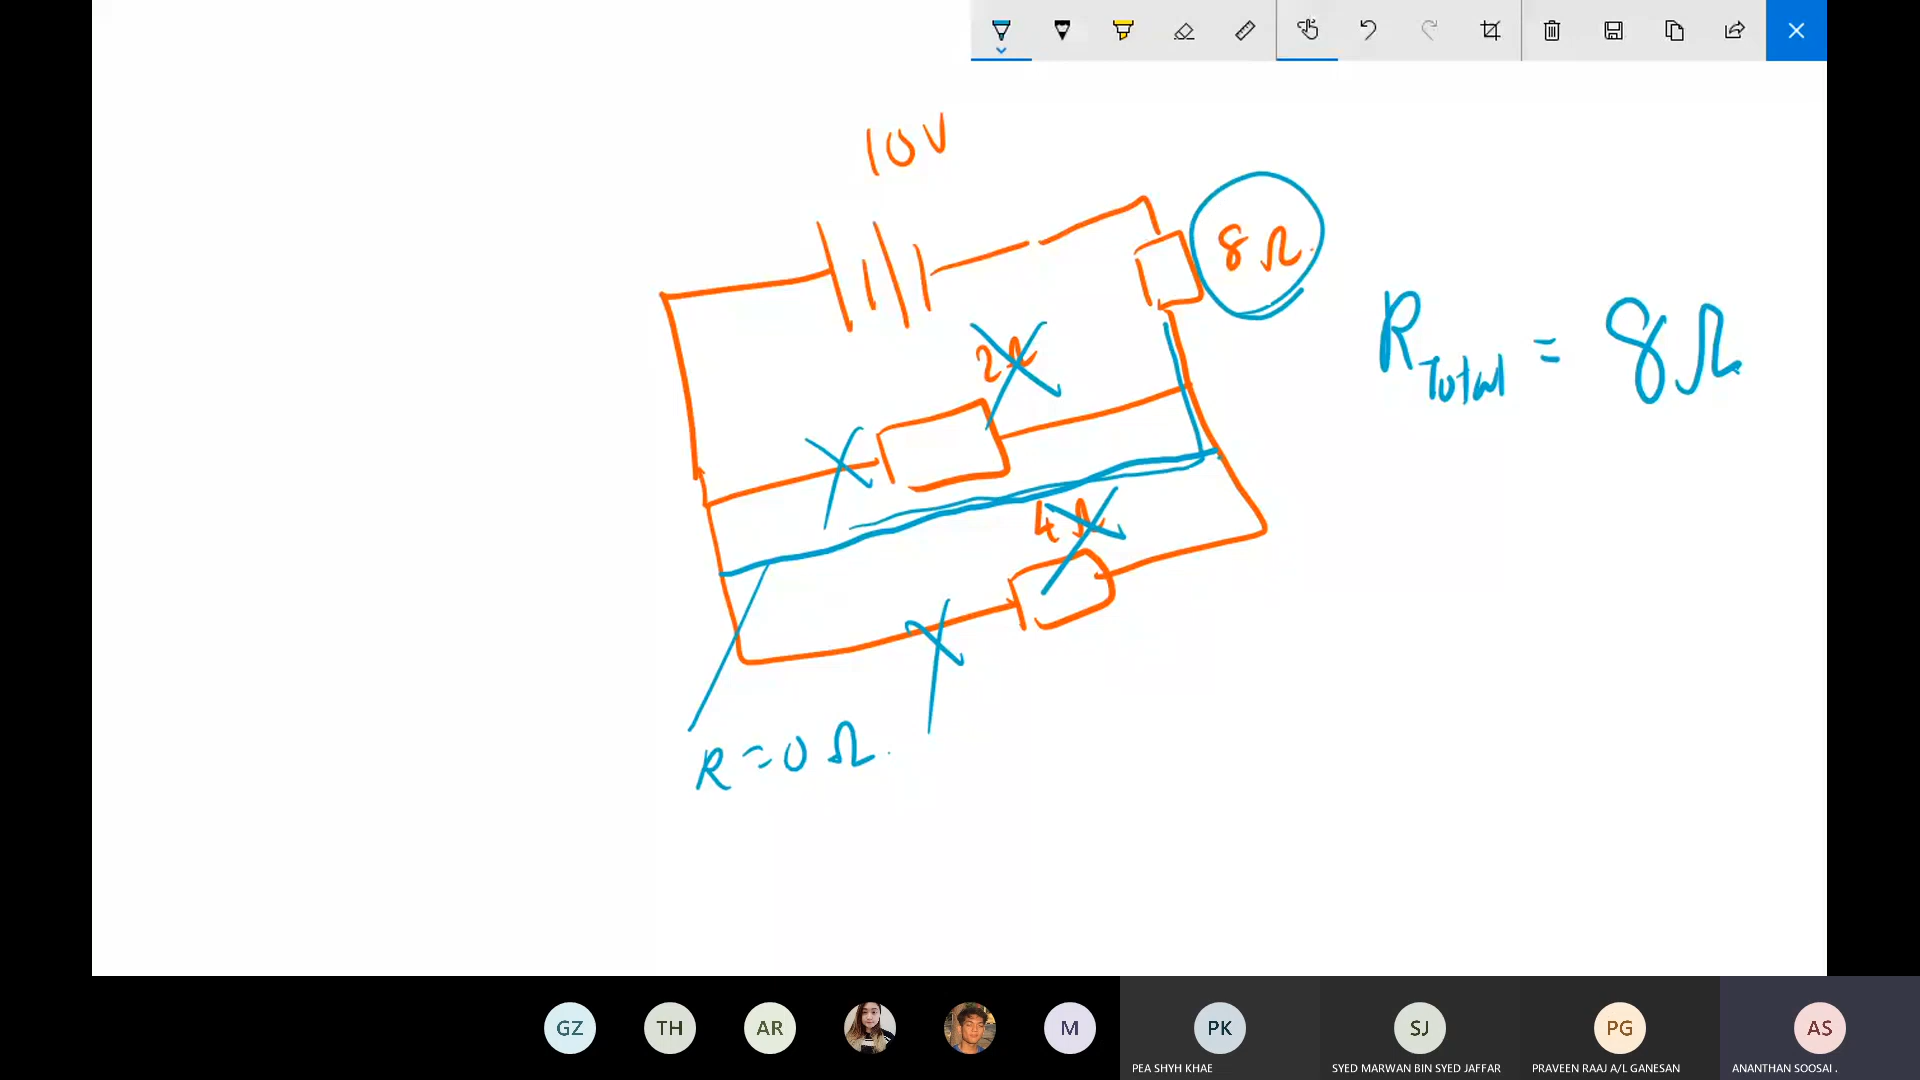 10V
8Ω
2Ω
R Total = 8Ω
4Ω
R = 0 Ω
GZ
TH
AR
M
PK
SJ
PG
AS
PEA SHYH KHAE
SYED MARWAN BIN SYED JAFFAR
PRAVEEN RAAJ A/L GANESAN
ANANTHAN SOOSAI .